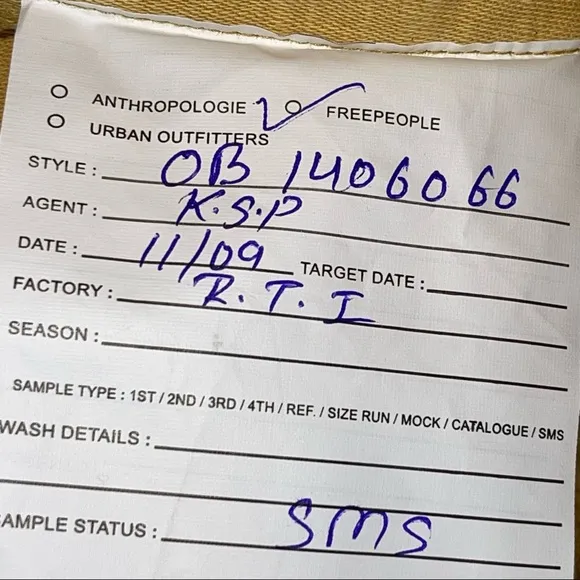 ANTHROPOLOGIE FREEPEOPLE
URBAN OUTFITTERS
STYLE : OB 1406066
AGENT : K.S.P
DATE : 11/09 TARGET DATE :
FACTORY : R.T.I
SEASON :
SAMPLE TYPE : 1ST / 2ND / 3RD / 4TH / REF. / SIZE RUN / MOCK / CATALOGUE / SMS
WASH DETAILS :
AMPLE STATUS : SMS